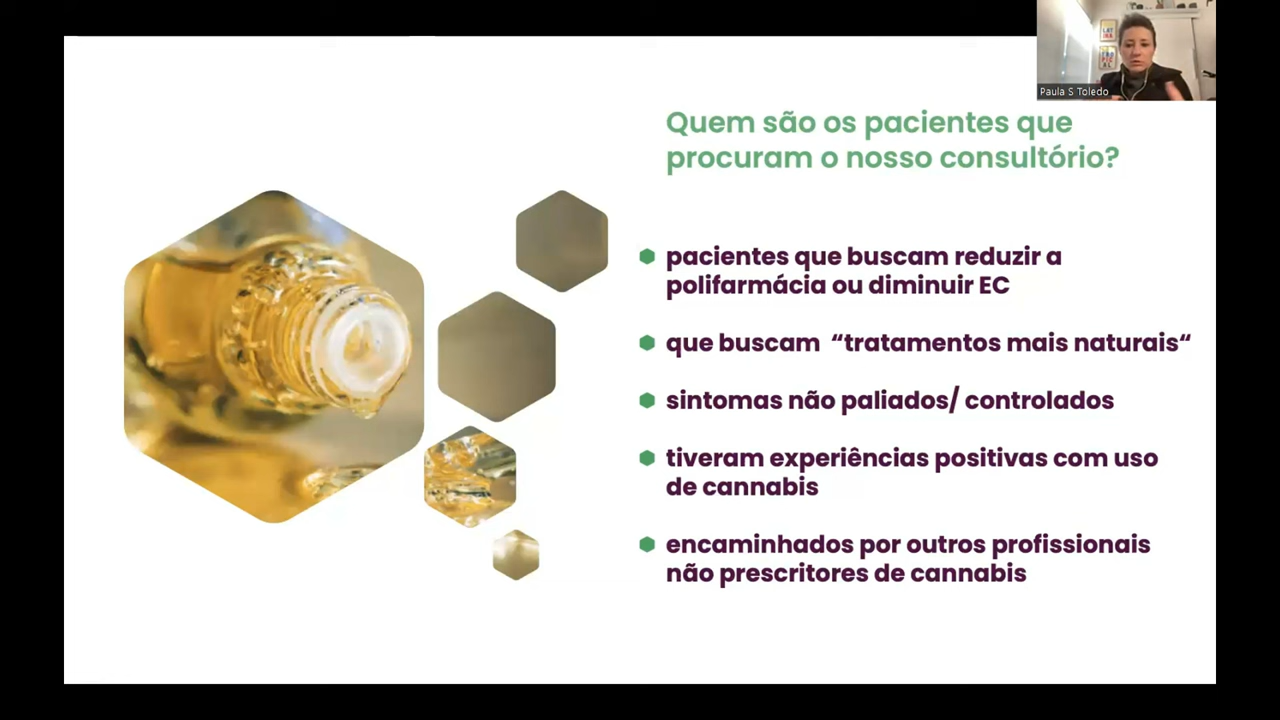 Paula S Toledo
Quem são os pacientes que
procuram o nosso consultório?
pacientes que buscam reduzir a
polifarmácia ou diminuir EC
que buscam “tratamentos mais naturais“
sintomas não paliados/ controlados
tiveram experiências positivas com uso
de cannabis
encaminhados por outros profissionais
não prescritores de cannabis